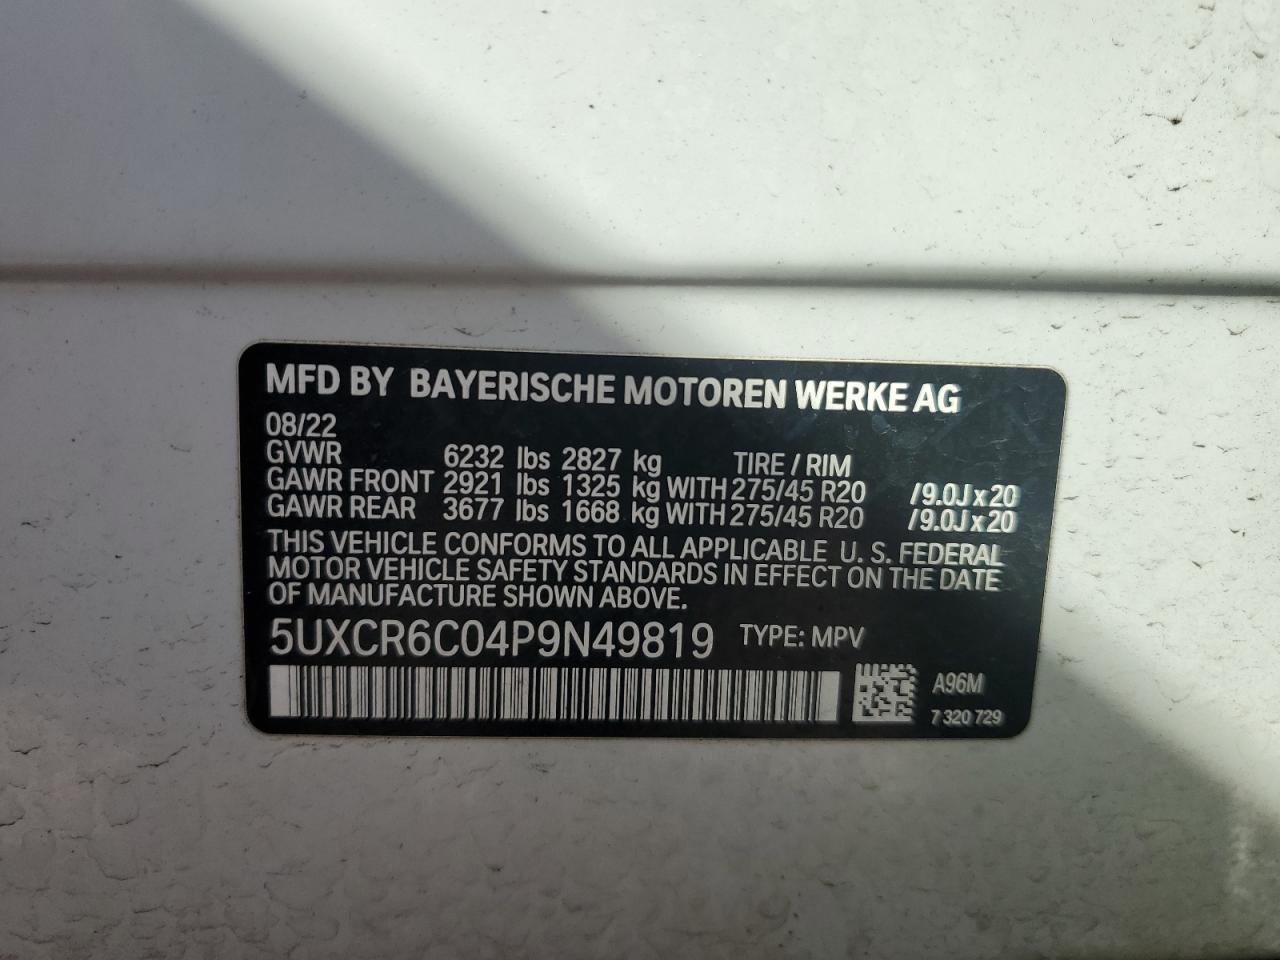 MFD BY BAYERISCHE MOTOREN WERKE AG
08/22
GVWR 6232 lbs 2827 kg TIRE / RIM
GAWR FRONT 2921 lbs 1325 kg WITH 275/45 R20 /9.0J x 20
GAWR REAR 3677 lbs 1668 kg WITH 275/45 R20 /9.0J x 20
THIS VEHICLE CONFORMS TO ALL APPLICABLE U. S. FEDERAL
MOTOR VEHICLE SAFETY STANDARDS IN EFFECT ON THE DATE
OF MANUFACTURE SHOWN ABOVE.
5UXCR6C04P9N49819 TYPE: MPV
A96M
7 320 729